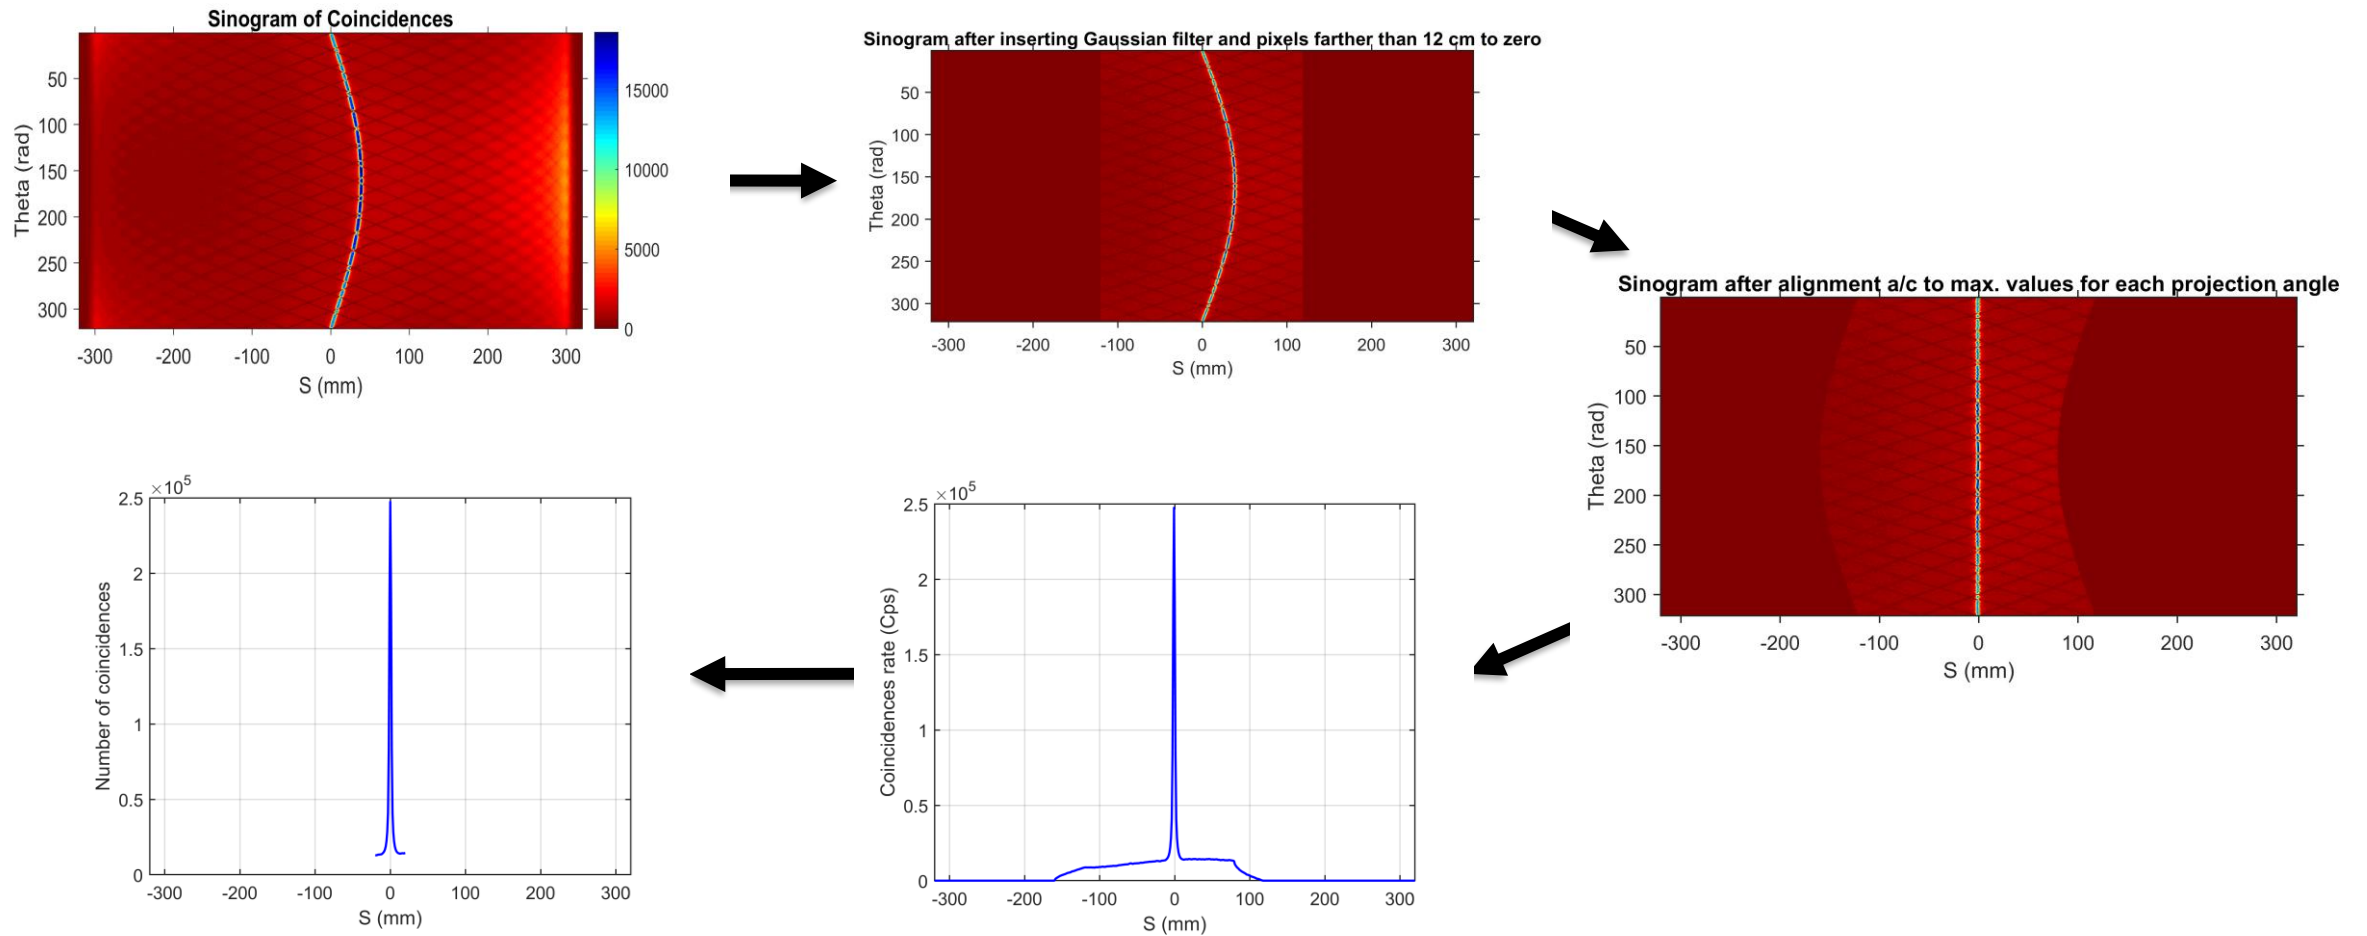 Sinogram of Coincidences
Theta (rad)
50
100
150
200
250
300
-300 -200 -100 0 100 200 300
S (mm)
15000
10000
5000
0
Sinogram after inserting Gaussian filter and pixels farther than 12 cm to zero
Theta (rad)
50
100
150
200
250
300
-300 -200 -100 0 100 200 300
S (mm)
Sinogram after alignment a/c to max. values for each projection angle
Theta (rad)
50
100
150
200
250
300
-300 -200 -100 0 100 200 300
S (mm)
×10⁵
Coincidences rate (Cps)
2.5
2
1.5
1
0.5
0
-300 -200 -100 0 100 200 300
S (mm)
×10⁵
Number of coincidences
2.5
2
1.5
1
0.5
0
-300 -200 -100 0 100 200 300
S (mm)